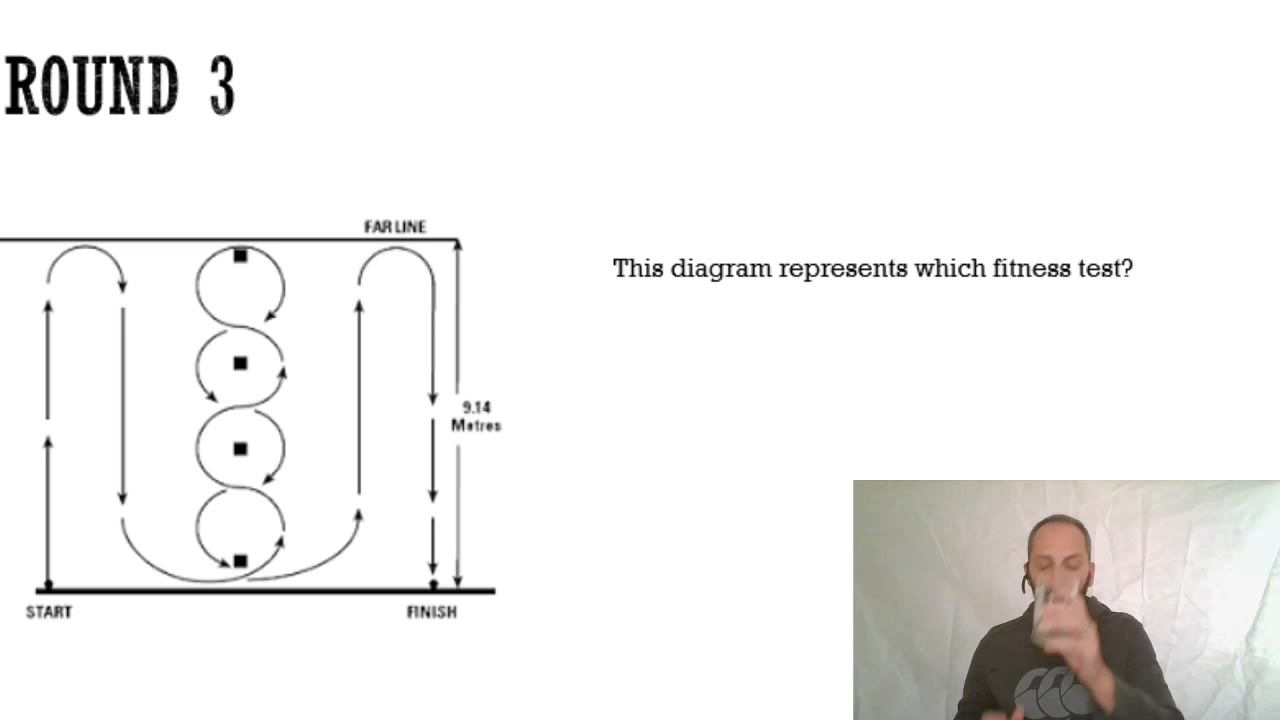 ROUND 3
FAR LINE
This diagram represents which fitness test?
9.14
Metres
START
FINISH